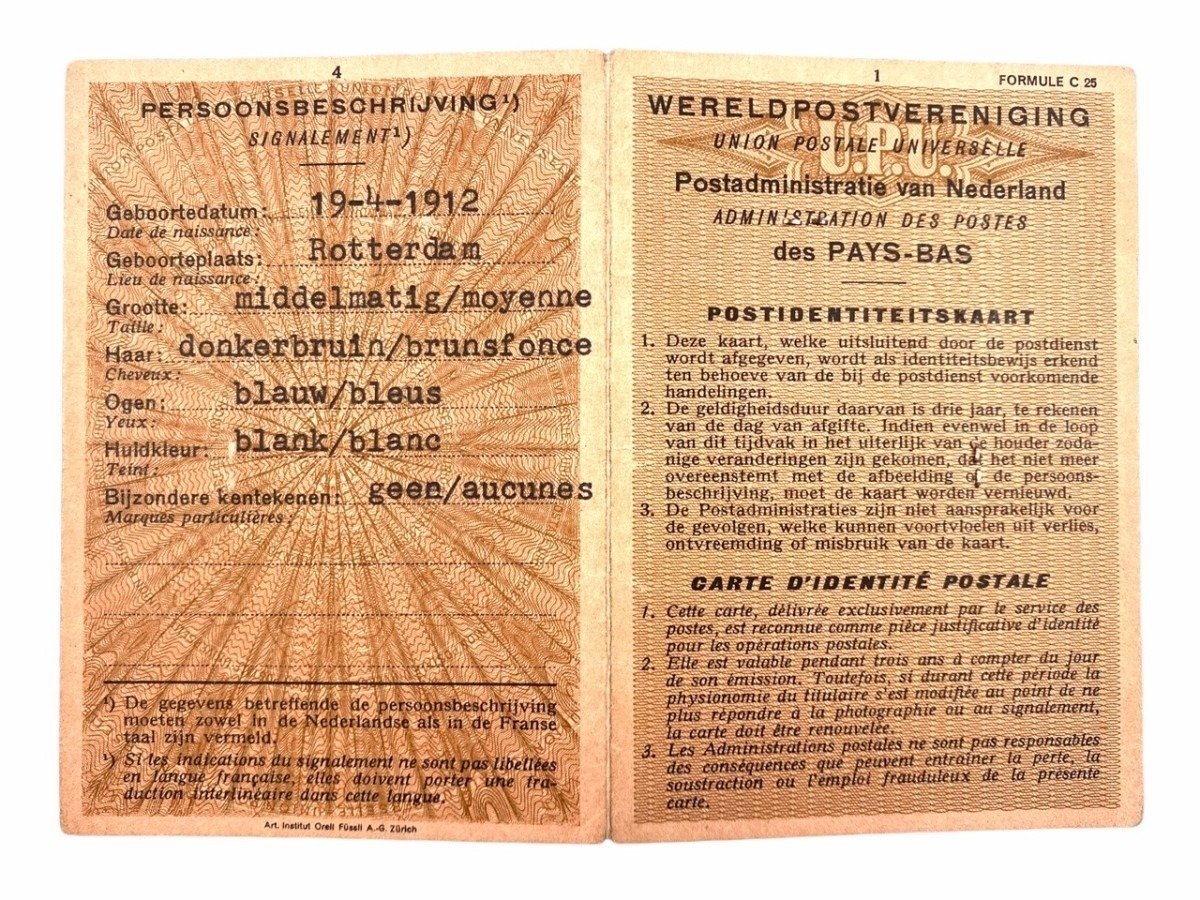 4
PERSOONSBESCHRIJVING¹)
SIGNALEMENT¹)
Geboortedatum: 19-4-1912
Date de naissance:
Geboorteplaats: Rotterdam
Lieu de naissance:
Grootte: middelmatig/moyenne
Taille:
Haar: donkerbruin/brunsfonce
Cheveux:
Ogen: blauw/bleus
Yeux:
Huidkleur: blank/blanc
Teint:
Bijzondere kentekenen: geen/aucunes
Marques particulières:
¹) De gegevens betreffende de persoonsbeschrijving
moeten zowel in de Nederlandse als in de Franse
taal zijn vermeld.
¹) Si les indications du signalement ne sont pas libellées
en langue française, elles doivent porter une tra-
duction interlinéaire dans cette langue.
Art. Institut Orell Füssli A.-G. Zürich
1
FORMULE C 25
WERELDPOSTVERENIGING
U.P.U.
UNION POSTALE UNIVERSELLE
Postadministratie van Nederland
ADMINISTRATION DES POSTES
des PAYS-BAS
POSTIDENTITEITSKAART
1. Deze kaart, welke uitsluitend door de postdienst
wordt afgegeven, wordt als identiteitsbewijs erkend
ten behoeve van de bij de postdienst voorkomende
handelingen.
2. De geldigheidsduur daarvan is drie jaar, te rekenen
van de dag van afgifte. Indien evenwel in de loop
van dit tijdvak in het uiterlijk van de houder zoda-
nige veranderingen zijn gekomen, dat het niet meer
overeenstemt met de afbeelding of de persoons-
beschrijving, moet de kaart worden vernieuwd.
3. De Postadministraties zijn niet aansprakelijk voor
de gevolgen, welke kunnen voortvloeien uit verlies,
ontvreemding of misbruik van de kaart.
CARTE D'IDENTITÉ POSTALE
1. Cette carte, délivrée exclusivement par le service des
postes, est reconnue comme pièce justificative d'identité
pour les opérations postales.
2. Elle est valable pendant trois ans à compter du jour
de son émission. Toutefois, si durant cette période la
physionomie du titulaire s'est modifiée au point de ne
plus répondre à la photographie ou au signalement,
la carte doit être renouvelée.
3. Les Administrations postales ne sont pas responsables
des conséquences que peuvent entraîner la perte, la
soustraction ou l'emploi frauduleux de la présente
carte.